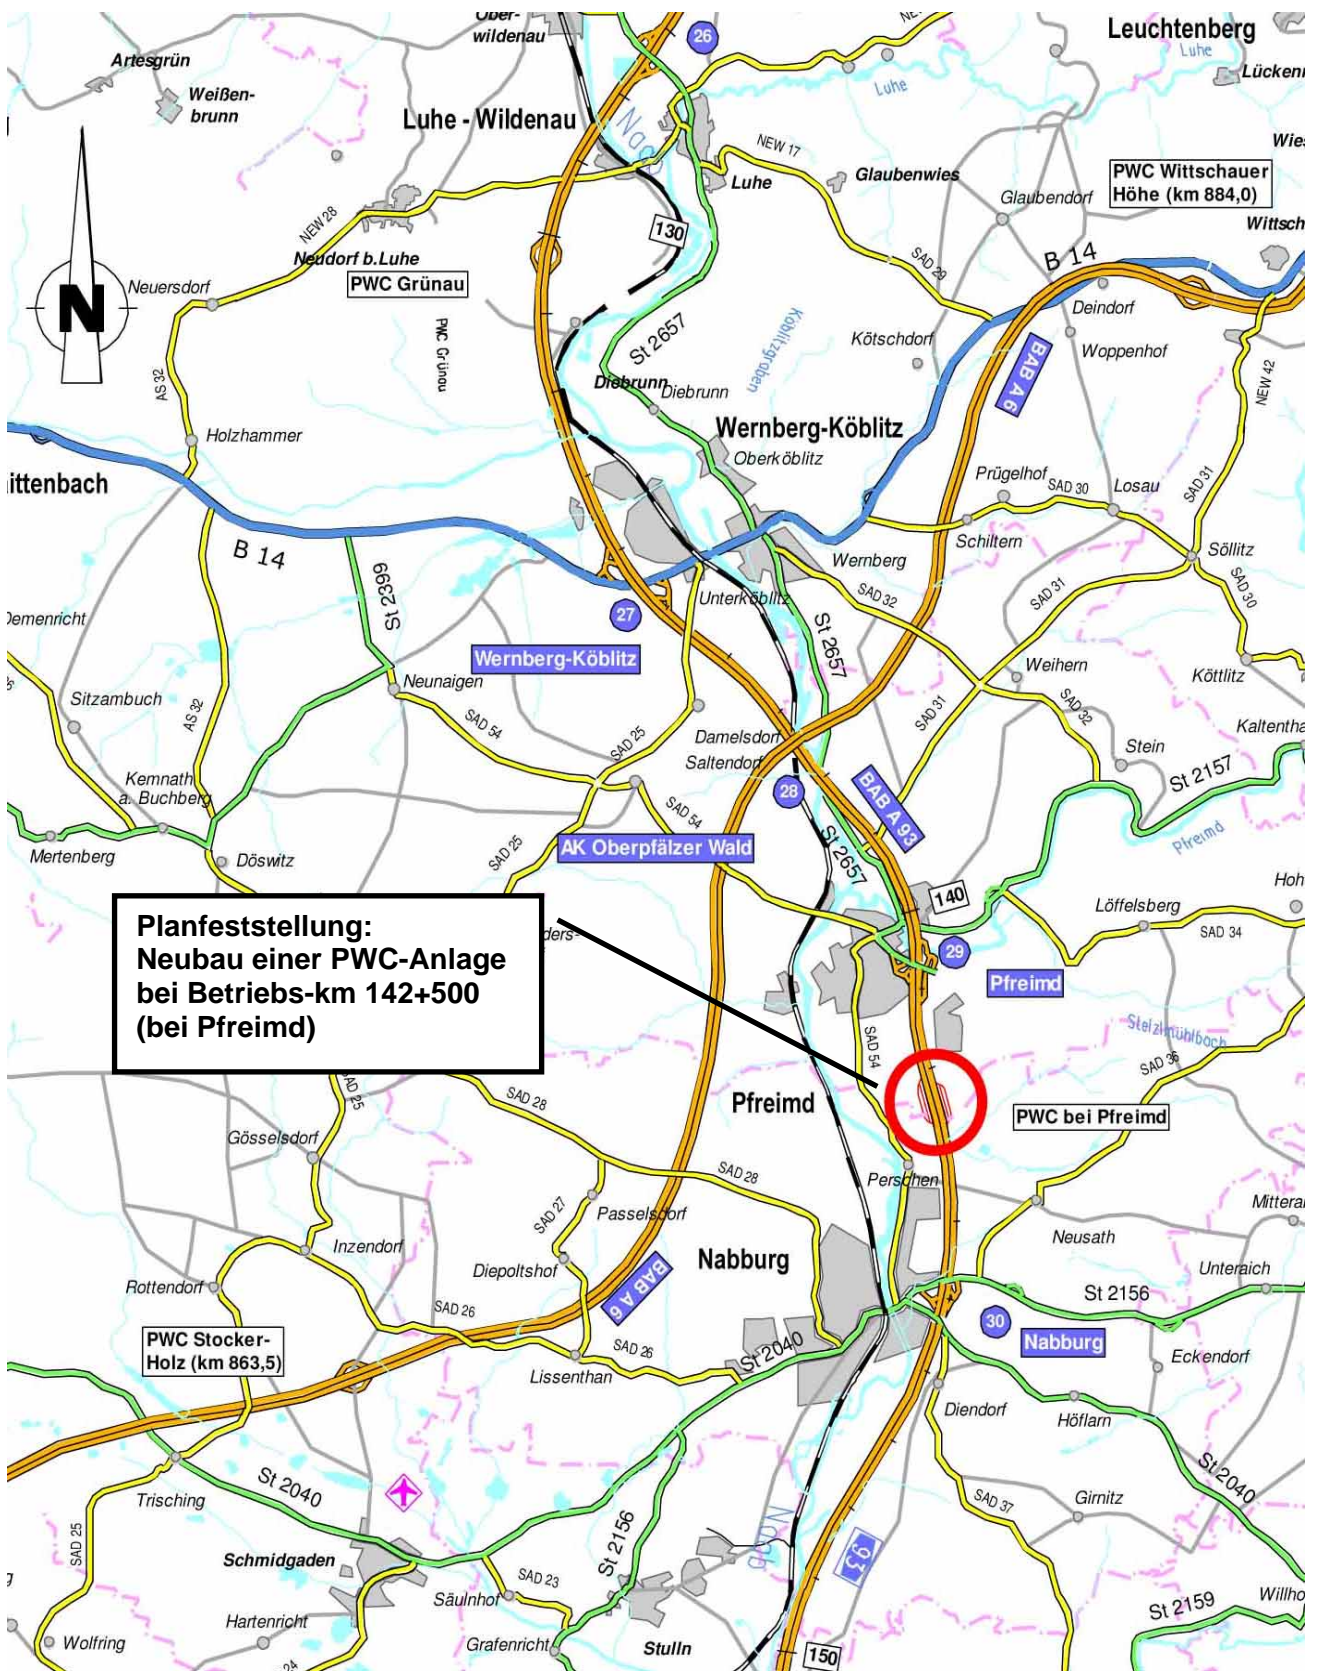 Ober-
wildenau
26
Leuchtenberg
Luhe
Artesgrün
Lückenr
Weißen-
brunn
Luhe
Luhe - Wildenau
Naab
NEW 17
Wies
Luhe
Glaubenwies
PWC Wittschauer
Höhe (km 884,0)
Glaubendorf
NEW 28
130
Wittsch
Neudorf b.Luhe
SAD 29
B 14
PWC Grünau
Neuersdorf
N
Deindorf
Köblitzgraben
St 2657
Kötschdorf
PWC Grünau
Woppenhof
BAB A 6
AS 32
Diebrunn
Diebrunn
NEW 42
Holzhammer
Wernberg-Köblitz
Oberköblitz
ittenbach
Prügelhof
SAD 30
Losau
SAD 31
B 14
Schiltern
Söllitz
Wernberg
St 2399
SAD 32
SAD 31
SAD 30
Demenricht
27
Unterköblitz
St 2657
Wernberg-Köblitz
Weihern
Köttlitz
Neunaigen
Sitzambuch
AS 32
SAD 54
SAD 25
SAD 31
SAD 32
Kaltentha
Damelsdorf
Stein
Saltendorf
St 2157
Kemnath
a. Buchberg
28
BAB A 93
SAD 54
Pfreimd
Mertenberg
Döswitz
SAD 25
AK Oberpfälzer Wald
St 2657
140
Hoh
Löffelsberg
Planfeststellung:
Neubau einer PWC-Anlage
bei Betriebs-km 142+500
(bei Pfreimd)
ders-
SAD 34
29
Pfreimd
Stelzlmühlbach
SAD 54
SAD 36
SAD 25
SAD 28
Pfreimd
PWC bei Pfreimd
Gösselsdorf
SAD 28
Perschen
SAD 27
Passelsdorf
Mitterau
Neusath
Inzendorf
Nabburg
Diepoltshof
Rottendorf
BAB A 6
Unteraich
St 2156
SAD 26
PWC Stocker-
Holz (km 863,5)
30
Nabburg
SAD 26
St 2040
Eckendorf
Lissenthan
Diendorf
Höflarn
St 2040
St 2040
Trisching
SAD 37
Girnitz
Naab
SAD 25
St 2156
93
Schmidgaden
SAD 23
Säulnhof
St 2159
Willho
Hartenricht
Wolfring
Grafenricht
Stulln
150